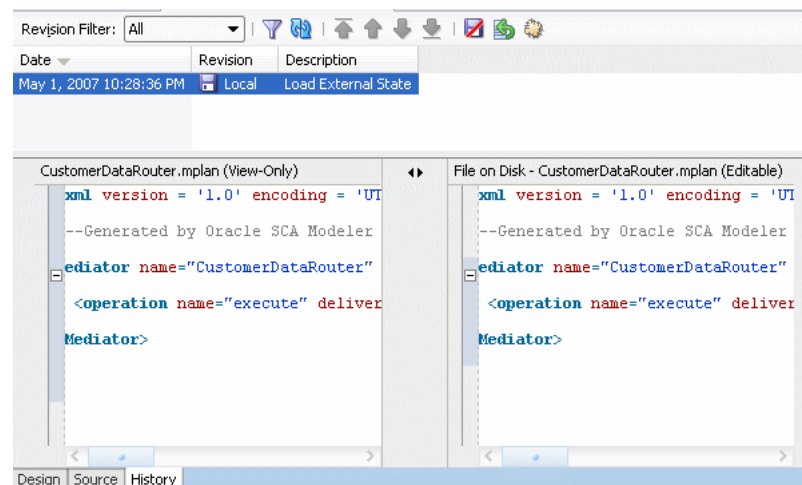 Revision Filter: All
Date Revision Description
May 1, 2007 10:28:36 PM Local Load External State
CustomerDataRouter.mplan (View-Only)
File on Disk - CustomerDataRouter.mplan (Editable)
xml version = '1.0' encoding = 'UT
--Generated by Oracle SCA Modeler
ediator name="CustomerDataRouter"
<operation name="execute" deliver
Mediator>
xml version = '1.0' encoding = 'UT
--Generated by Oracle SCA Modeler
ediator name="CustomerDataRouter"
<operation name="execute" deliver
Mediator>
Design Source History